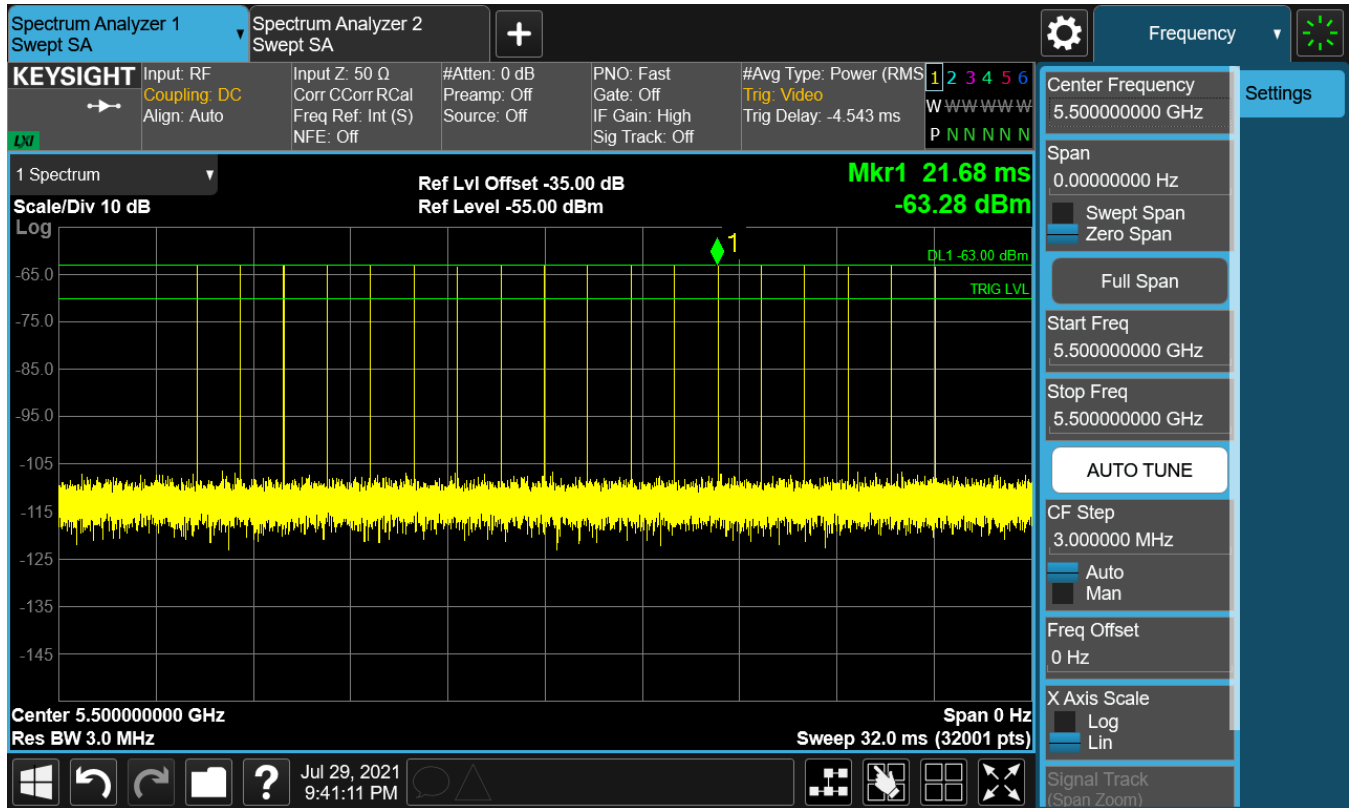 Spectrum Analyzer 1
Swept SA
Spectrum Analyzer 2
Swept SA
Frequency
KEYSIGHT
LXI
Input: RF
Coupling: DC
Align: Auto
Input Z: 50 Ω
Corr CCorr RCal
Freq Ref: Int (S)
NFE: Off
#Atten: 0 dB
Preamp: Off
Source: Off
PNO: Fast
Gate: Off
IF Gain: High
Sig Track: Off
#Avg Type: Power (RMS
Trig: Video
Trig Delay: -4.543 ms
1 2 3 4 5 6
W W W W W W
P N N N N N
1 Spectrum
Scale/Div 10 dB
Log
Ref Lvl Offset -35.00 dB
Ref Level -55.00 dBm
Mkr1 21.68 ms
-63.28 dBm
1
DL1 -63.00 dBm
TRIG LVL
-65.0
-75.0
-85.0
-95.0
-105
-115
-125
-135
-145
Center 5.500000000 GHz
Res BW 3.0 MHz
Span 0 Hz
Sweep 32.0 ms (32001 pts)
Center Frequency
5.500000000 GHz
Settings
Span
0.00000000 Hz
Swept Span
Zero Span
Full Span
Start Freq
5.500000000 GHz
Stop Freq
5.500000000 GHz
AUTO TUNE
CF Step
3.000000 MHz
Auto
Man
Freq Offset
0 Hz
X Axis Scale
Log
Lin
Signal Track
(Span Zoom)
?
Jul 29, 2021
9:41:11 PM